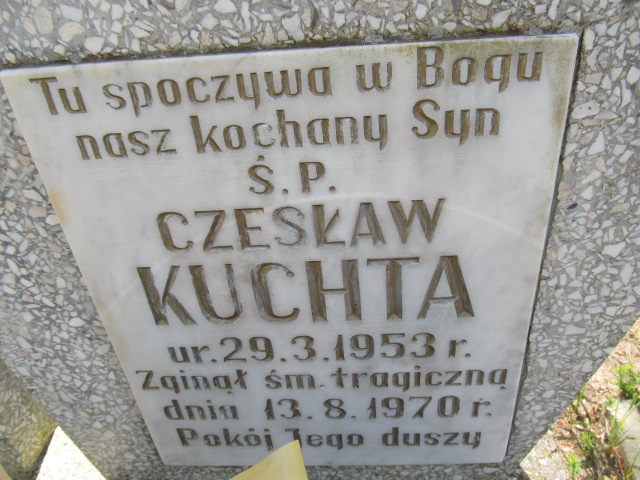 Tu spoczywa w Bogu
nasz kochany Syn
Ś.P.
CZESŁAW
KUCHTA
ur. 29.3.1953 r.
Zginął śm. tragiczną
dnia 13.8.1970 r.
Pokój Jego duszy